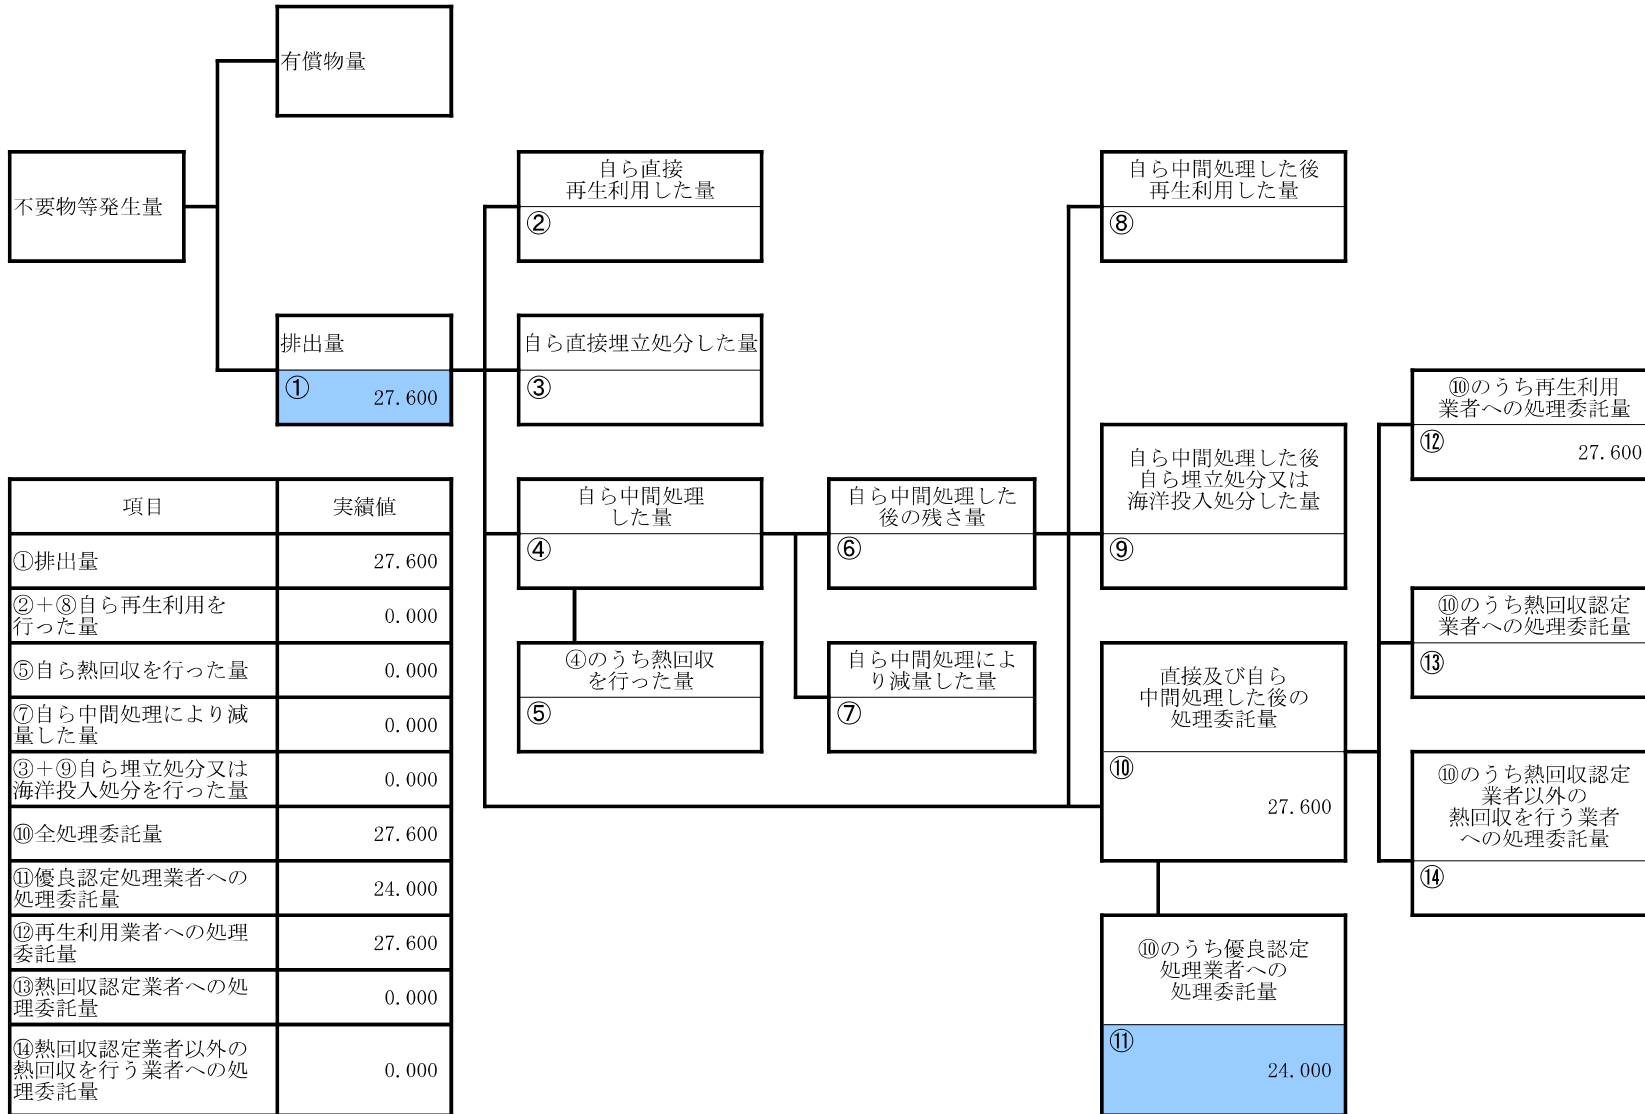 有償物量
不要物等発生量
排出量
① 27.600
自ら直接
再生利用した量
②
自ら直接埋立処分した量
③
自ら中間処理
した量
④
④のうち熱回収
を行った量
⑤
自ら中間処理した
後の残さ量
⑥
自ら中間処理によ
り減量した量
⑦
自ら中間処理した後
再生利用した量
⑧
自ら中間処理した後
自ら埋立処分又は
海洋投入処分した量
⑨
直接及び自ら
中間処理した後の
処理委託量
⑩
27.600
⑩のうち優良認定
処理業者への
処理委託量
⑪
24.000
⑩のうち再生利用
業者への処理委託量
⑫ 27.600
⑩のうち熱回収認定
業者への処理委託量
⑬
⑩のうち熱回収認定
業者以外の
熱回収を行う業者
への処理委託量
⑭
項目 実績値
①排出量 27.600
②＋⑧自ら再生利用を
行った量 0.000
⑤自ら熱回収を行った量 0.000
⑦自ら中間処理により減
量した量 0.000
③＋⑨自ら埋立処分又は
海洋投入処分を行った量 0.000
⑩全処理委託量 27.600
⑪優良認定処理業者への
処理委託量 24.000
⑫再生利用業者への処理
委託量 27.600
⑬熱回収認定業者への処
理委託量 0.000
⑭熱回収認定業者以外の
熱回収を行う業者への処
理委託量 0.000